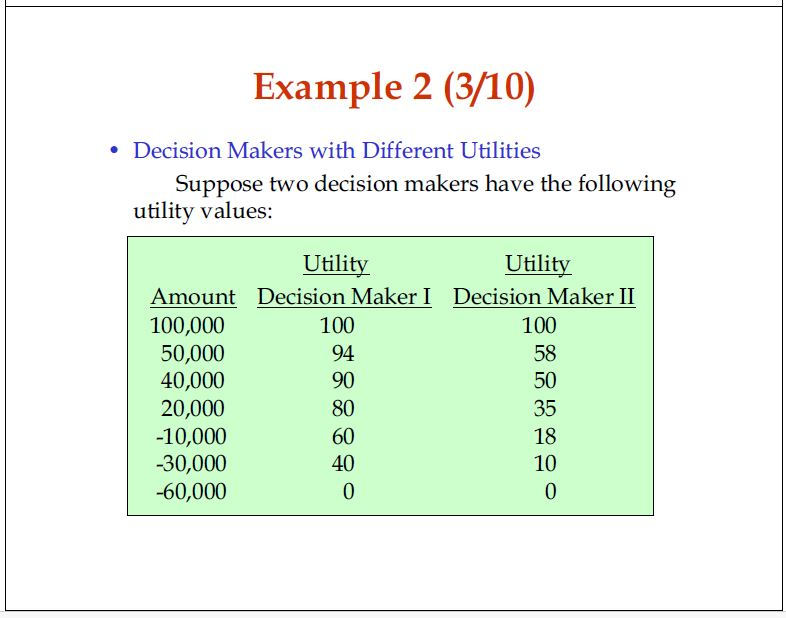 Example 2 (3/10)
• Decision Makers with Different Utilities
Suppose two decision makers have the following
utility values:
Utility Utility
Amount Decision Maker I Decision Maker II
100,000 100 100
50,000 94 58
40,000 90 50
20,000 80 35
-10,000 60 18
-30,000 40 10
-60,000 0 0